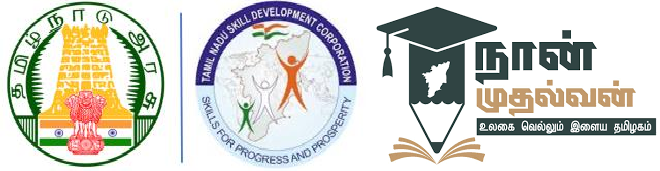 தமிழ் நாடு அரசு
TAMIL NADU SKILL DEVELOPMENT CORPORATION
SKILLS FOR PROGRESS AND PROSPERITY
நான்
முதல்வன்
உலகை வெல்லும் இளைய தமிழகம்